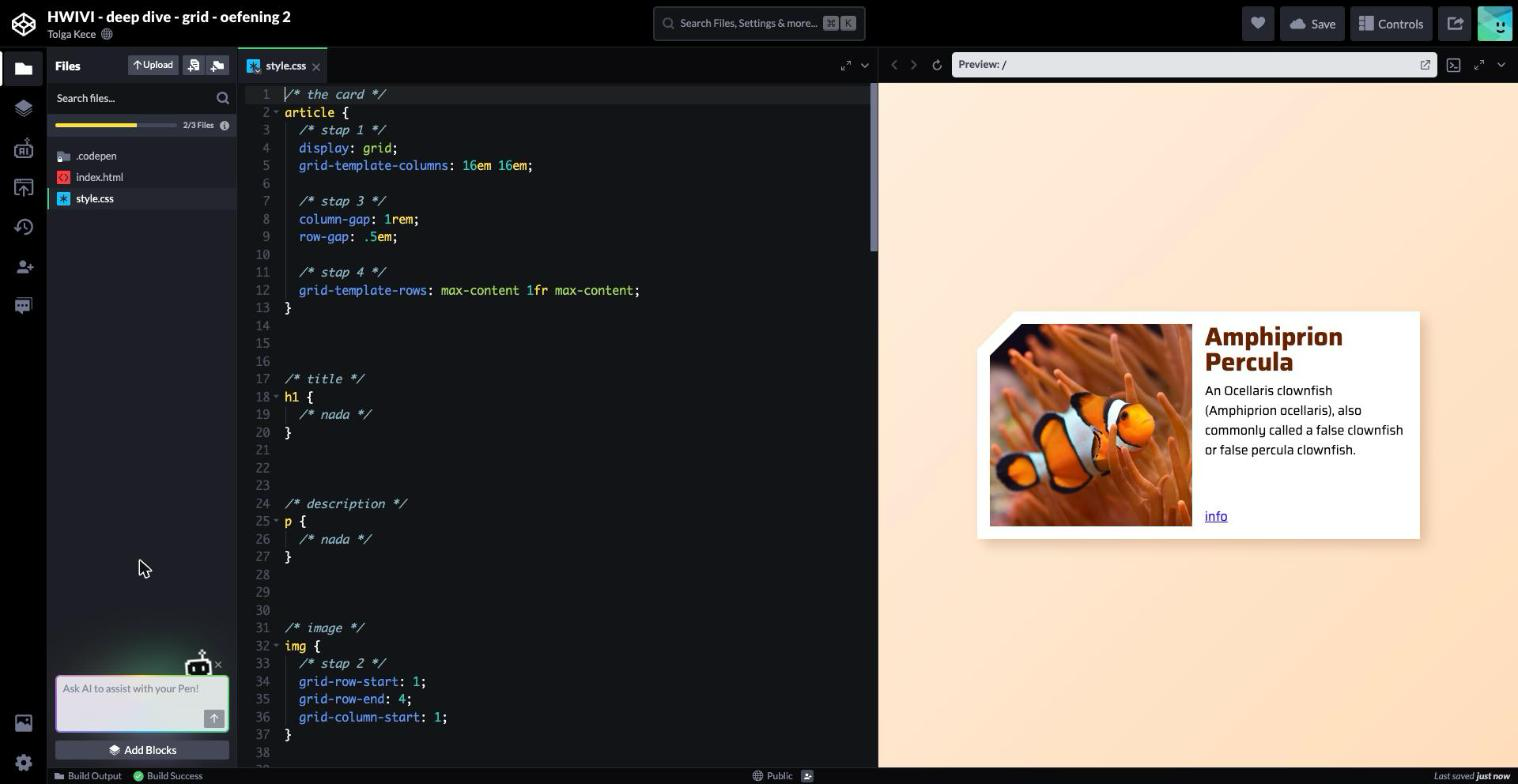 HWIVI - deep dive - grid - oefening 2
Tolga Kece
Search Files, Settings & more... ⌘ K
Save
Controls
Files
Upload
Search files...
2/3 Files
.codepen
index.html
style.css
Ask AI to assist with your Pen!
Add Blocks
style.css
1 /* the card */
2 article {
3 /* stap 1 */
4 display: grid;
5 grid-template-columns: 16em 16em;
6
7 /* stap 3 */
8 column-gap: 1rem;
9 row-gap: .5em;
10
11 /* stap 4 */
12 grid-template-rows: max-content 1fr max-content;
13 }
14
15
16
17 /* title */
18 h1 {
19 /* nada */
20 }
21
22
23
24 /* description */
25 p {
26 /* nada */
27 }
28
29
30
31 /* image */
32 img {
33 /* stap 2 */
34 grid-row-start: 1;
35 grid-row-end: 4;
36 grid-column-start: 1;
37 }
38
Preview: /
Amphiprion
Percula
An Ocellaris clownfish
(Amphiprion ocellaris), also
commonly called a false clownfish
or false percula clownfish.
info
Build Output
Build Success
Public
Last saved just now